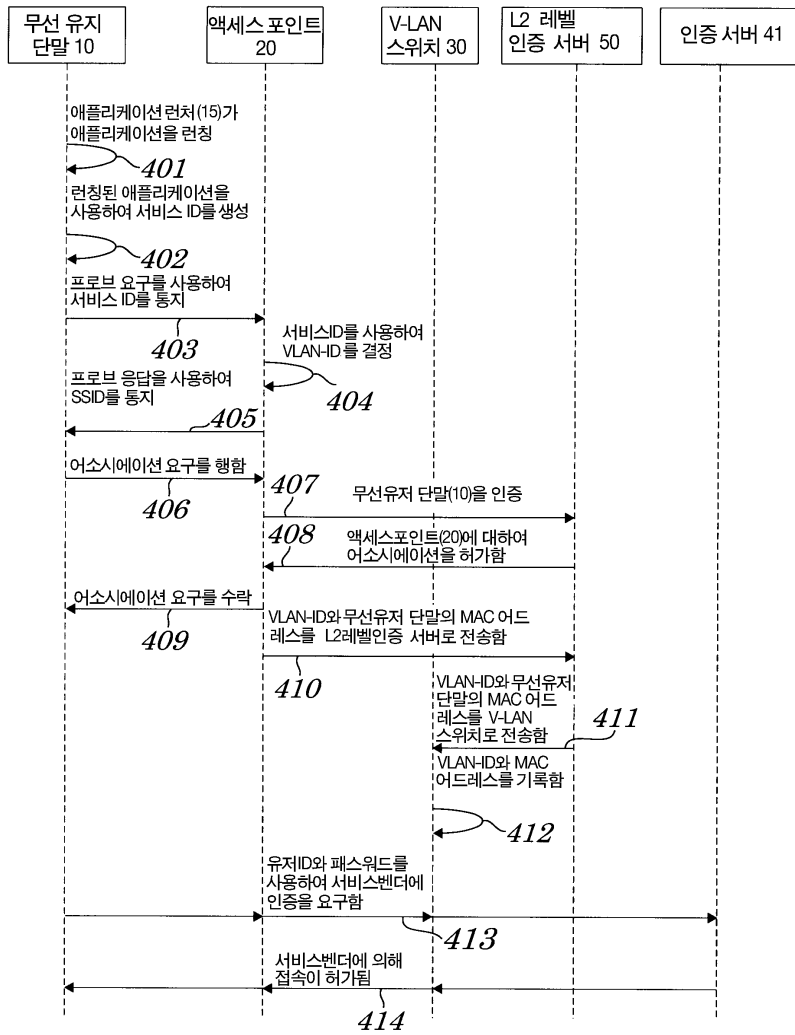 무선 유지
단말 10
액세스 포인트
20
V-LAN
스위치 30
L2 레벨
인증 서버 50
인증 서버 41
애플리케이션 런처(15)가
애플리케이션을 런칭
401
런칭된 애플리케이션을
사용하여 서비스 ID를 생성
402
프로브 요구를 사용하여
서비스 ID를 통지
403
서비스ID를 사용하여
VLAN-ID를 결정
404
프로브 응답을 사용하여
SSID를 통지
405
어소시에이션 요구를 행함
406
407
무선유저 단말(10)을 인증
408
액세스포인트(20)에 대하여
어소시에이션을 허가함
어소시에이션 요구를 수락
409
VLAN-ID와 무선유저 단말의 MAC 어드
레스를 L2레벨인증 서버로 전송함
410
VLAN-ID와 무선유저
단말의 MAC 어드
레스를 V-LAN
스위치로 전송함
411
VLAN-ID와 MAC
어드레스를 기록함
412
유저ID와 패스워드를
사용하여 서비스벤더에
인증을 요구함
413
서비스벤더에 의해
접속이 허가됨
414